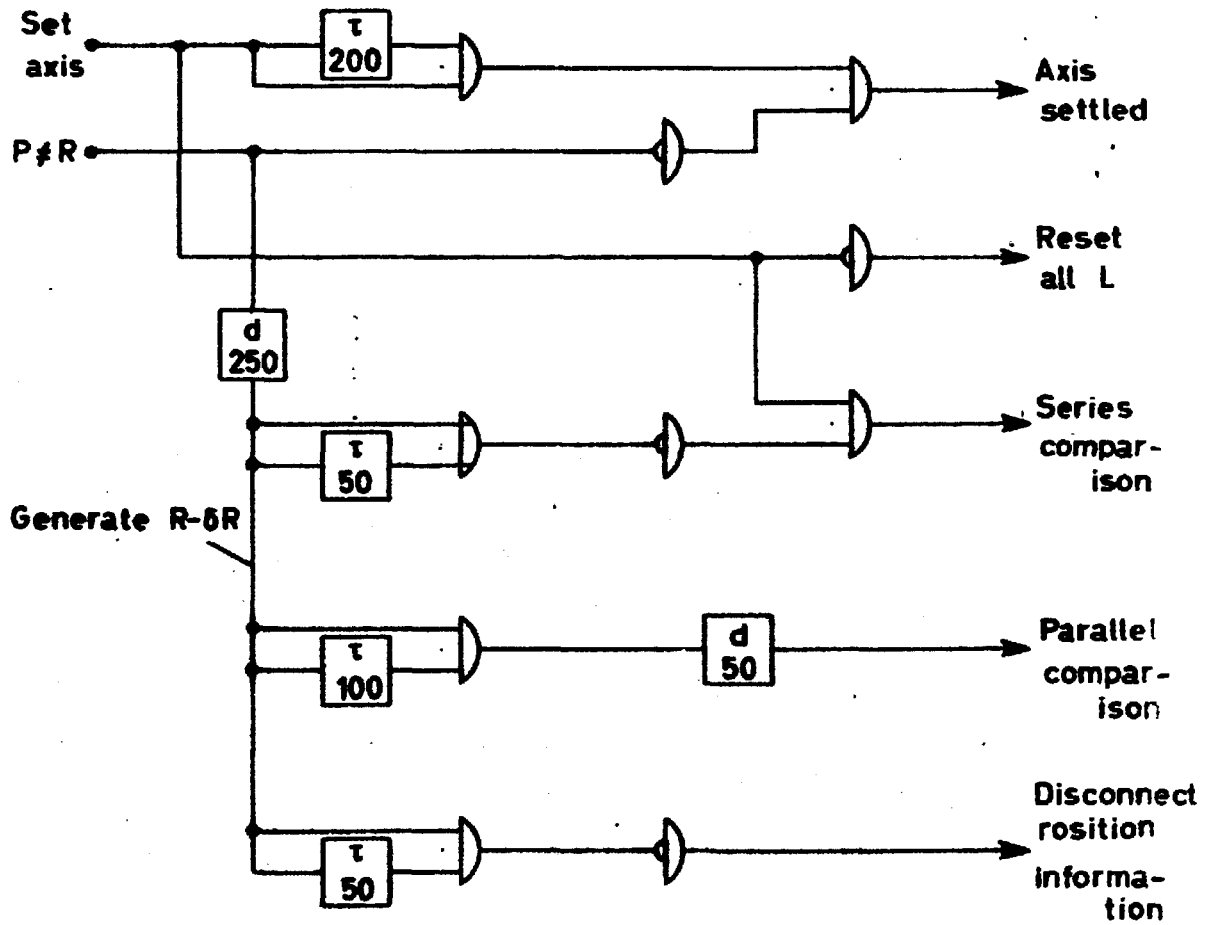 Set
axis
τ
200
Axis
settled
P≠R
Reset
all L
d
250
Series
compar-
ison
τ
50
Generate R-δR
Parallel
compar-
ison
τ
100
d
50
Disconnect
rosition
informa-
tion
τ
50